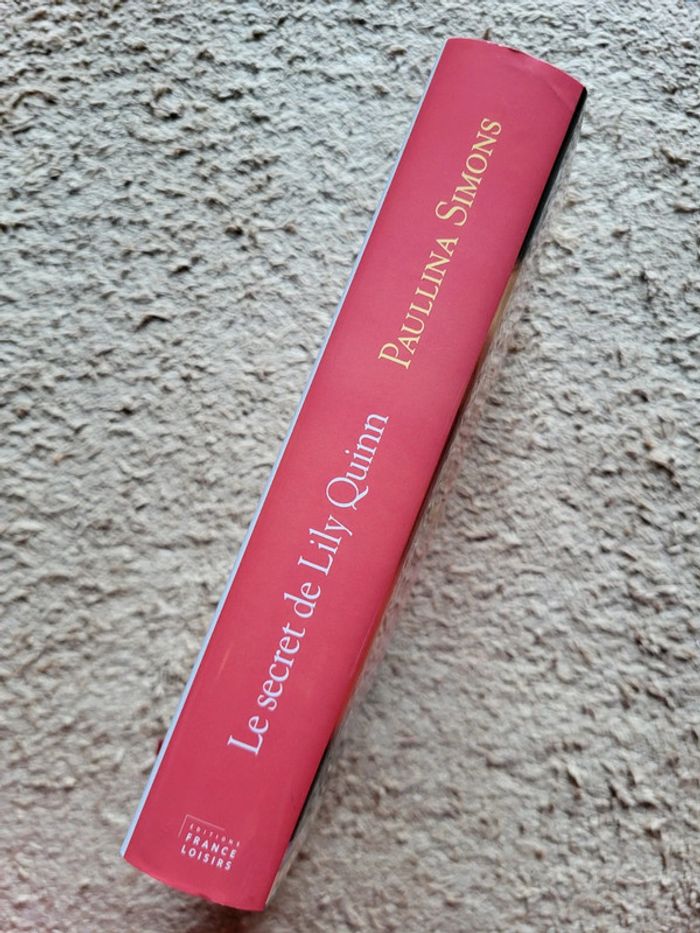 Le secret de Lily Quinn PAULLINA SIMONS
ÉDITIONS
FRANCE
LOISIRS